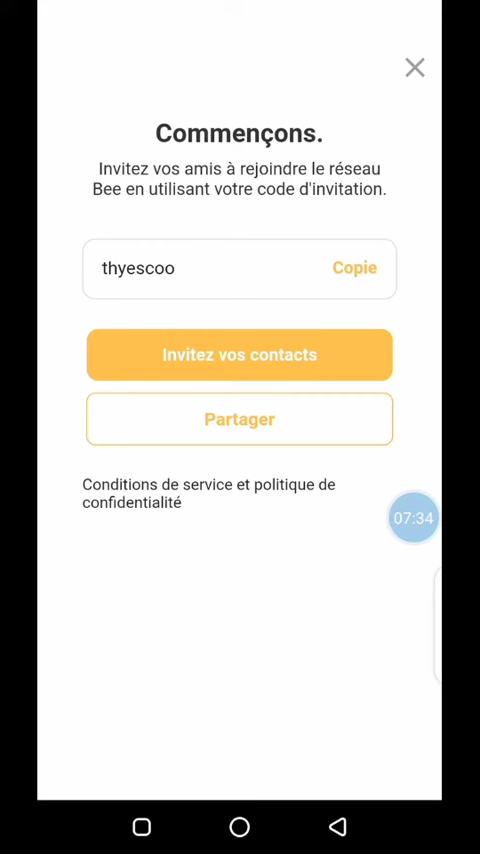 Commençons.
Invitez vos amis à rejoindre le réseau
Bee en utilisant votre code d'invitation.
thyescoo Copie
Invitez vos contacts
Partager
Conditions de service et politique de
confidentialité
07:34